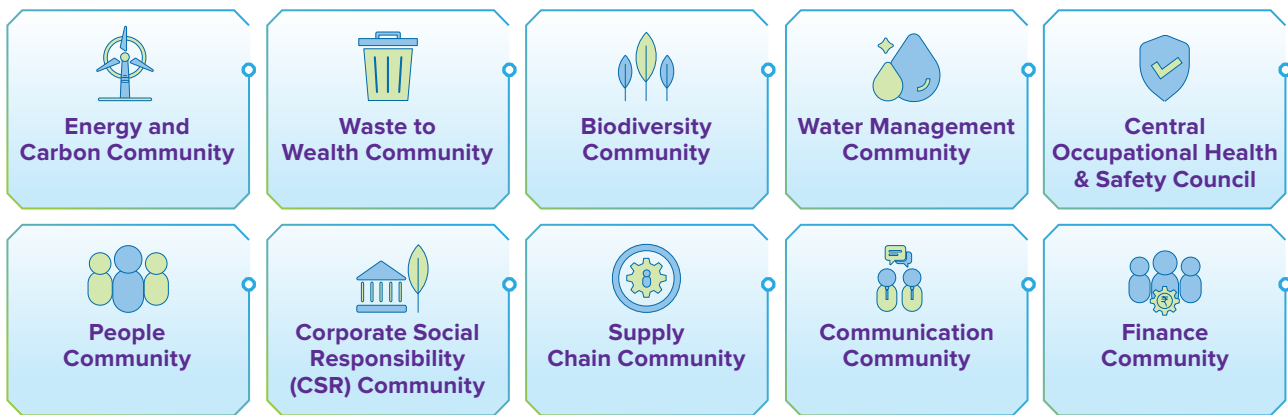 Energy and
Carbon Community
Waste to
Wealth Community
Biodiversity
Community
Water Management
Community
Central
Occupational Health
& Safety Council
People
Community
Corporate Social
Responsibility
(CSR) Community
Supply
Chain Community
Communication
Community
₹
Finance
Community